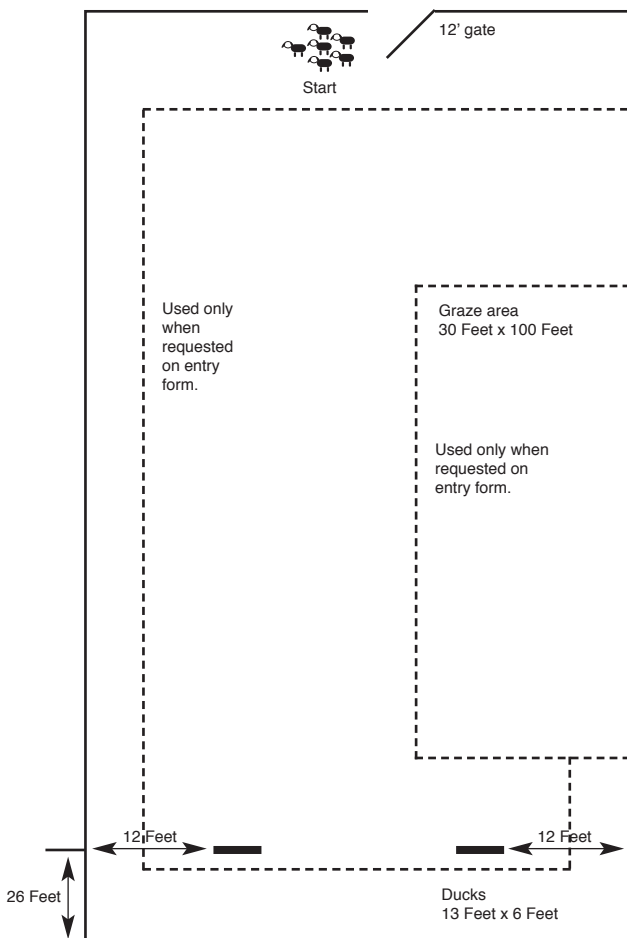 12’ gate
Start
Used only
when
requested
on entry
form.
Graze area
30 Feet x 100 Feet
Used only when
requested on
entry form.
12 Feet
12 Feet
26 Feet
Ducks
13 Feet x 6 Feet